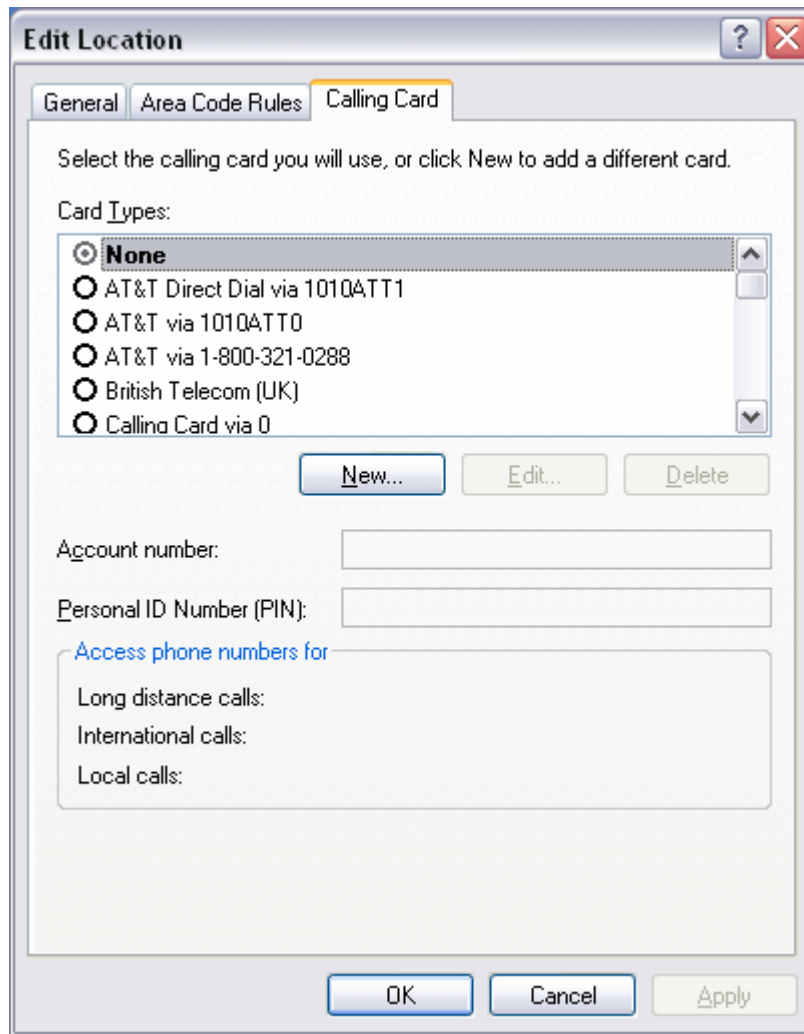 Edit Location
General Area Code Rules Calling Card
Select the calling card you will use, or click New to add a different card.
Card Types:
None
AT&T Direct Dial via 1010ATT1
AT&T via 1010ATT0
AT&T via 1-800-321-0288
British Telecom (UK)
Calling Card via 0
New... Edit... Delete
Account number:
Personal ID Number (PIN):
Access phone numbers for
Long distance calls:
International calls:
Local calls:
OK Cancel Apply